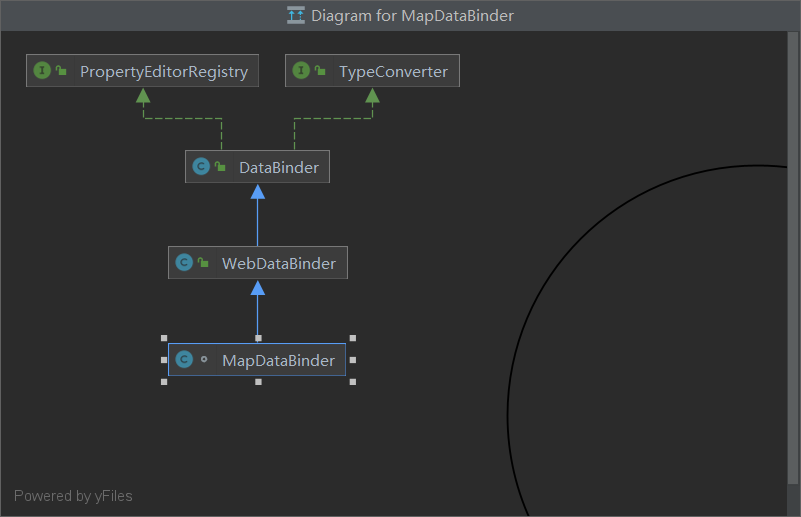 Diagram for MapDataBinder
I PropertyEditorRegistry
I TypeConverter
C DataBinder
C WebDataBinder
C MapDataBinder
Powered by yFiles